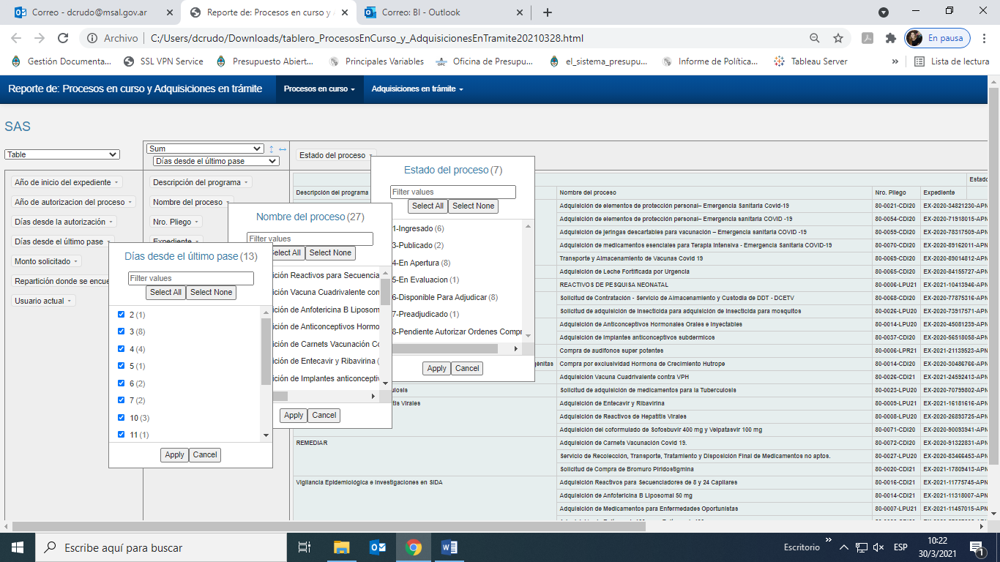 Correo - dcrudo@msal.gov.ar
Reporte de: Procesos en curso y
Correo: BI - Outlook
Archivo
C:/Users/dcrudo/Downloads/tablero_ProcesosEnCurso_y_AdquisicionesEnTramite20210328.html
En pausa
Gestión Documenta...
SSL VPN Service
Presupuesto Abiert...
Principales Variables
Oficina de Presupu...
el_sistema_presupu...
Informe de Política...
Tableau Server
»
Lista de lectura
Reporte de: Procesos en curso y Adquisiciones en trámite
Procesos en curso
Adquisiciones en trámite
SAS
Table
Sum
Días desde el último pase
Estado del proceso
Año de inicio del expediente
Año de autorizacion del proceso
Días desde la autorización
Días desde el último pase
Monto solicitado
Repartición donde se encue
Usuario actual
Descripción del programa
Nombre del proceso
Nro. Pliego
Expediente
Estado del proceso (7)
Filter values
Select All
Select None
1-Ingresado (6)
3-Publicado (2)
4-En Apertura (8)
5-En Evaluacion (1)
6-Disponible Para Adjudicar (8)
7-Preadjudicado (1)
8-Pendiente Autorizar Ordenes Compr
Apply
Cancel
Nombre del proceso (27)
Filter values
Select All
Select None
ición Reactivos para Secuencia
ición Vacuna Cuadrivalente con
ición de Anfotericina B Liposom
ición de Anticonceptivos Hormo
ición de Carnets Vacunación Co
ición de Entecavir y Ribavirina (
ición de Implantes anticonceptiv
Apply
Cancel
Días desde el último pase (13)
Filter values
Select All
Select None
2 (1)
3 (8)
4 (4)
5 (1)
6 (2)
7 (2)
10 (3)
11 (1)
Apply
Cancel
Estado
Descripción del programa
Nombre del proceso
Nro. Pliego
Expediente
Adquisición de elementos de protección personal– Emergencia Sanitaria Covid-19
80-0021-CDI20
EX-2020-34821230-APN
Adquisición de elementos de protección personal– Emergencia sanitaria COVID -19
80-0054-CDI20
EX-2020-71918015-APN
Adquisición de jeringas descartables para vacunación – Emergencia sanitaria COVID -19
80-0059-CDI20
EX-2020-78317509-APN
Adquisición de medicamentos esenciales para Terapia Intensiva - Emergencia Sanitaria COVID-19
80-0070-CDI20
EX-2020-89162011-APN
Transporte y Almacenamiento de Vacunas Covid 19
80-0065-CDI20
EX-2020-89014812-APN
Adquisición de Leche Fortificada por Urgencia
80-0065-CDI20
EX-2020-84155727-APN
REACTIVOS DE PESQUISA NEONATAL
80-0006-LPU21
EX-2021-10413946-APN
Solicitud de Contratación - Servicio de Almacenamiento y Custodia de DDT - DCETV
80-0068-CDI20
EX-2020-77875316-APN
Solicitud de adquisición de insecticida para adquisición de insecticida para mosquitos
80-0026-LPU20
EX-2020-73917571-APN
Adquisición de Anticonceptivos Hormonales Orales e Inyectables
80-0014-LPU20
EX-2020-45081239-APN
Adquisición de implantes anticonceptivos subdermicos
80-0037-CDI20
EX-2020-56518058-APN
Compra de audifonos super potentes
80-0006-LPR21
EX-2021-21139523-APN
génitas
Compra por exclusividad Hormona de Crecimiento Hutrope
80-0014-CDI20
EX-2020-30486766-APN
Adquisición Vacuna Cuadrivalente contra VPH
80-0026-CDI21
EX-2021-24592413-APN
ulosis
Solicitud de adquisición de medicamentos para la Tuberculosis
80-0023-LPU20
EX-2020-70799802-APN
itis Virales
Adquisición de Entecavir y Ribavirina
80-0009-LPU21
EX-2021-16181616-APN
Adquisición de Reactivos de Hepatitis Virales
80-0008-LPU20
EX-2020-26893725-APN
Adquisición del coformulado de Sofosbuvir 400 mg y Velpatasvir 100 mg
80-0071-CDI20
EX-2020-90093941-APN
REMEDIAR
Adquisición de Carnets Vacunación Covid 19.
80-0072-CDI20
EX-2020-91322831-APN
Servicio de Recolección, Transporte, Tratamiento y Disposición Final de Medicamentos no aptos.
80-0027-LPU20
EX-2020-83466453-APN
Solicitud de Compra de Bromuro Piridostigmina
80-0020-CDI21
EX-2021-17809413-APN
Vigilancia Epidemiológica e Investigaciones en SIDA
Adquisición Reactivos para Secuenciadores de 8 y 24 Capilares
80-0016-CDI21
EX-2021-11775745-APN
Adquisición de Anfotericina B Liposomal 50 mg
80-0014-CDI21
EX-2021-11318007-APN
Adquisición de Medicamentos para Enfermedades Oportunistas
80-0007-LPU21
EX-2021-11457015-APN
Escribe aquí para buscar
Escritorio
»
ESP
10:22
30/3/2021
1